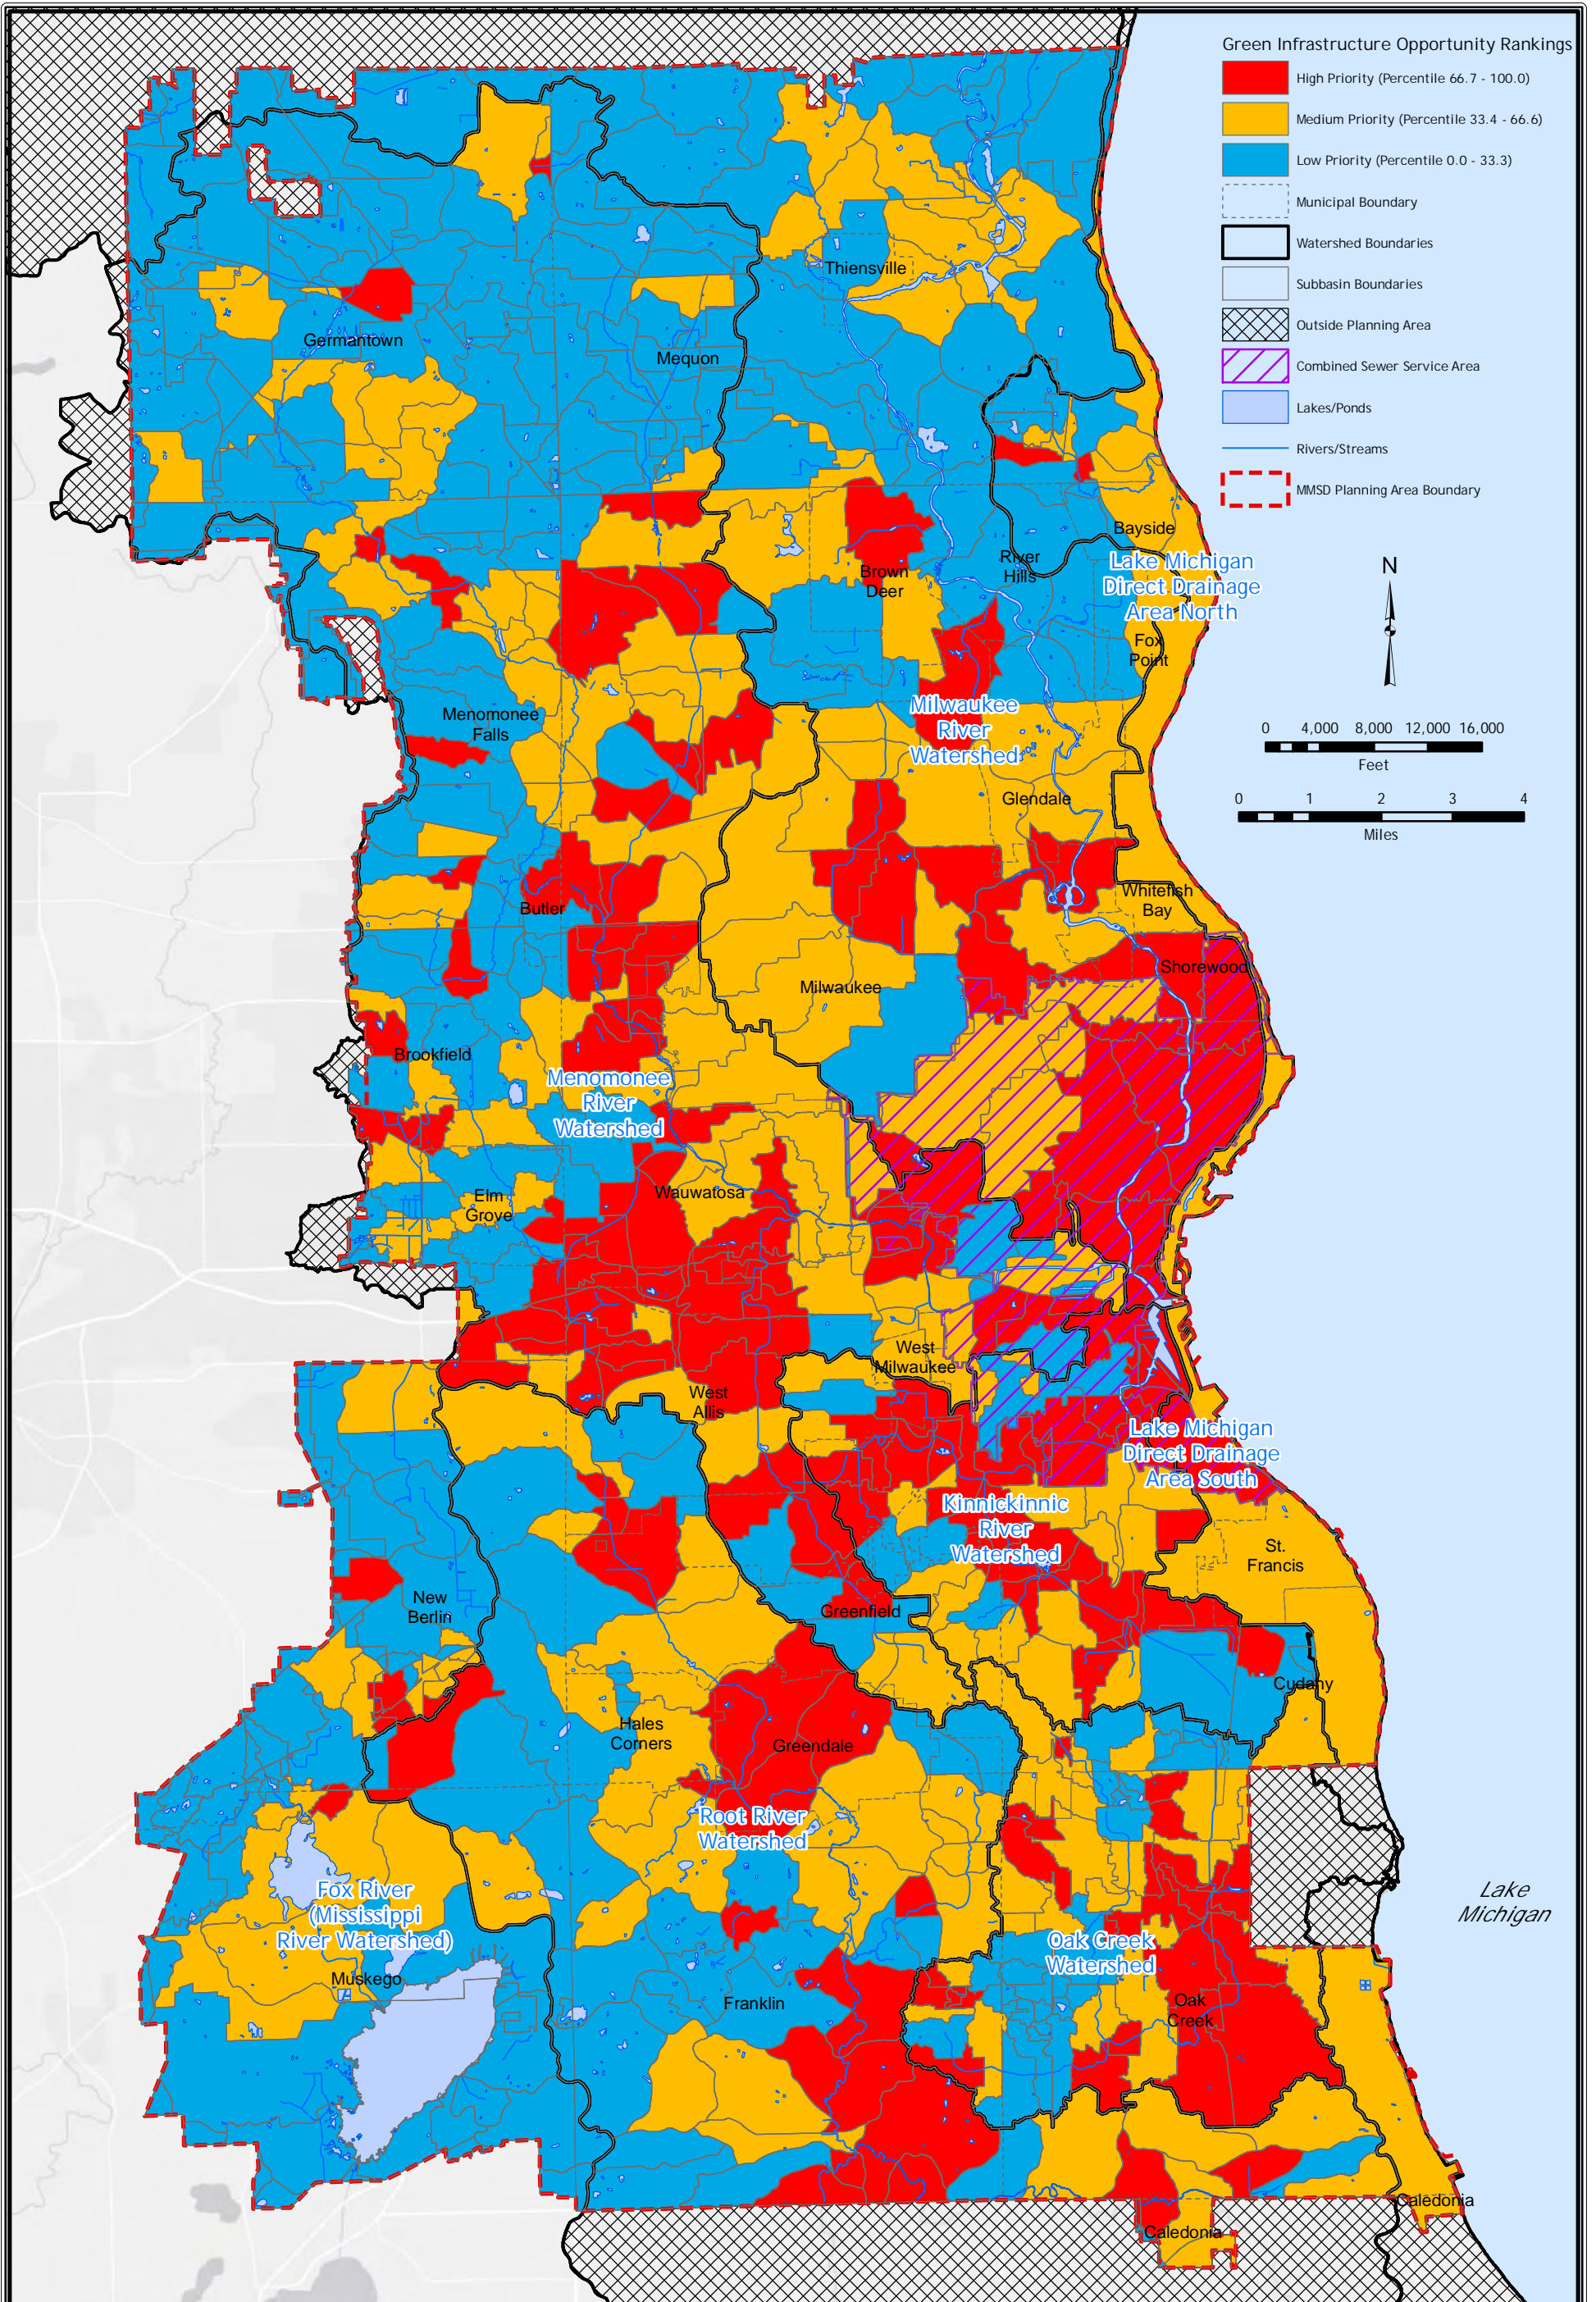 Green Infrastructure Opportunity Rankings
High Priority (Percentile 66.7 - 100.0)
Medium Priority (Percentile 33.4 - 66.6)
Low Priority (Percentile 0.0 - 33.3)
Municipal Boundary
Watershed Boundaries
Subbasin Boundaries
Outside Planning Area
Combined Sewer Service Area
Lakes/Ponds
Rivers/Streams
MMSD Planning Area Boundary
N
0 4,000 8,000 12,000 16,000
Feet
0 1 2 3 4
Miles
Thiensville
Germantown
Mequon
Bayside
River
Hills
Lake Michigan
Direct Drainage
Area North
Brown
Deer
Fox
Point
Menomonee
Falls
Milwaukee
River
Watershed
Glendale
Whitefish
Bay
Butler
Shorewood
Milwaukee
Brookfield
Menomonee
River
Watershed
Wauwatosa
Elm
Grove
West
Milwaukee
West
Allis
Lake Michigan
Direct Drainage
Area South
Kinnickinnic
River
Watershed
St.
Francis
New
Berlin
Greenfield
Cudahy
Hales
Corners
Greendale
Root River
Watershed
Fox River
(Mississippi
River Watershed)
Lake
Michigan
Oak Creek
Watershed
Muskego
Franklin
Oak
Creek
Caledonia
Caledonia